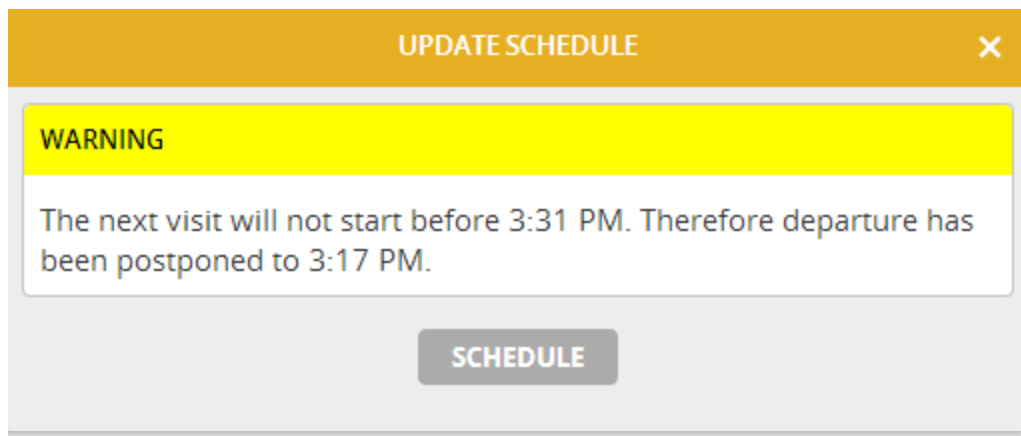 UPDATE SCHEDULE ×
WARNING
The next visit will not start before 3:31 PM. Therefore departure has
been postponed to 3:17 PM.
SCHEDULE